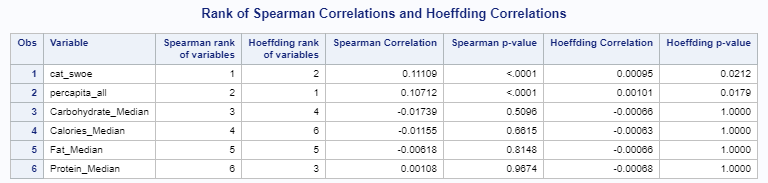 Rank of Spearman Correlations and Hoeffding Correlations
Obs Variable Spearman rank of variables Hoeffding rank of variables Spearman Correlation Spearman p-value Hoeffding Correlation Hoeffding p-value
1 cat_swoe 1 2 0.11109 <.0001 0.00095 0.0212
2 percapita_all 2 1 0.10712 <.0001 0.00101 0.0179
3 Carbohydrate_Median 3 4 -0.01739 0.5096 -0.00066 1.0000
4 Calories_Median 4 6 -0.01155 0.6615 -0.00063 1.0000
5 Fat_Median 5 5 -0.00618 0.8148 -0.00066 1.0000
6 Protein_Median 6 3 0.00108 0.9674 -0.00068 1.0000